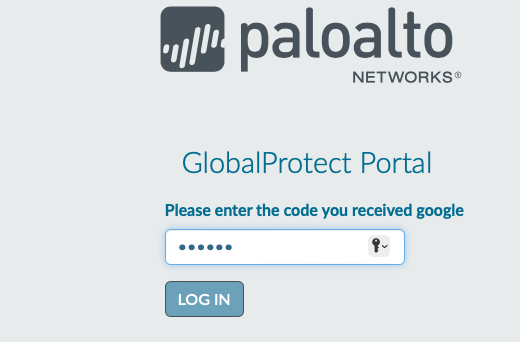 paloalto
NETWORKS®
GlobalProtect Portal
Please enter the code you received google
••••••
LOG IN